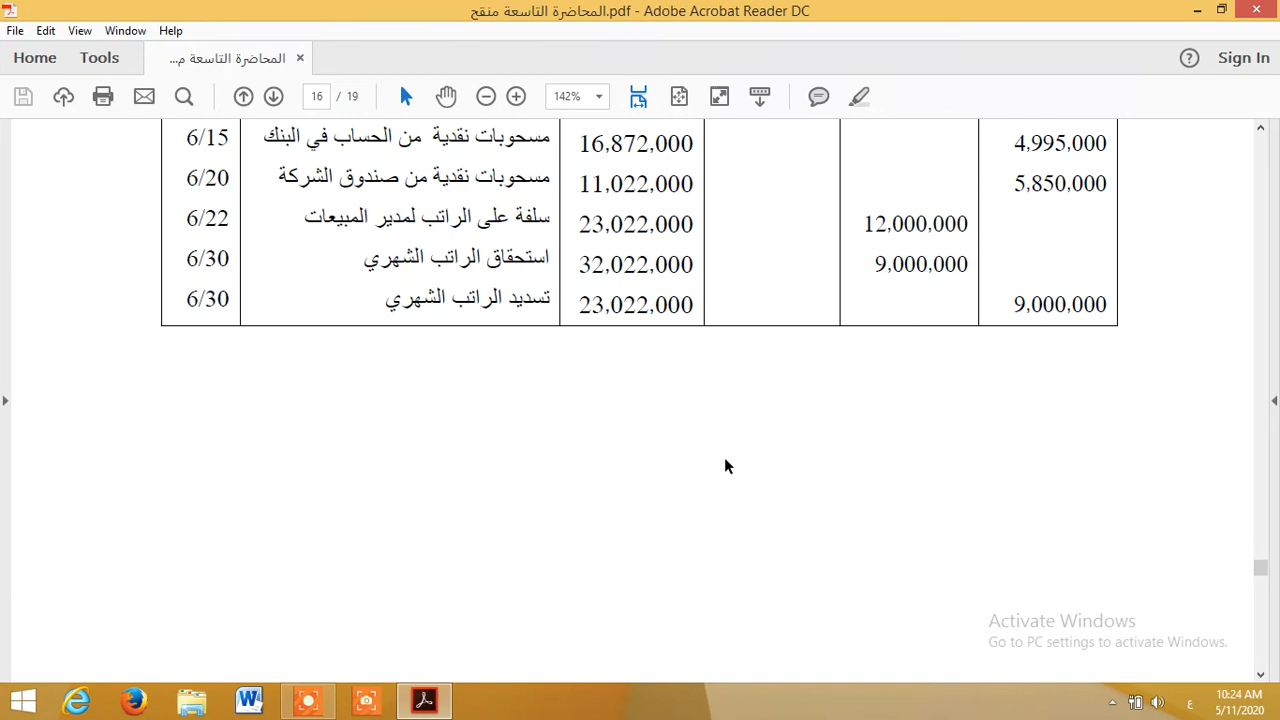 المحاضرة التاسعة منقح.pdf - Adobe Acrobat Reader DC
File Edit View Window Help
Home Tools المحاضرة التاسعة م... × ? Sign In
16 / 19 142%
4,995,000 16,872,000 مسحوبات نقدية من الحساب في البنك 6/15
5,850,000 11,022,000 مسحوبات نقدية من صندوق الشركة 6/20
12,000,000 23,022,000 سلفة على الراتب لمدير المبيعات 6/22
9,000,000 32,022,000 استحقاق الراتب الشهري 6/30
9,000,000 23,022,000 تسديد الراتب الشهري 6/30
Activate Windows
Go to PC settings to activate Windows.
ع 10:24 AM
5/11/2020